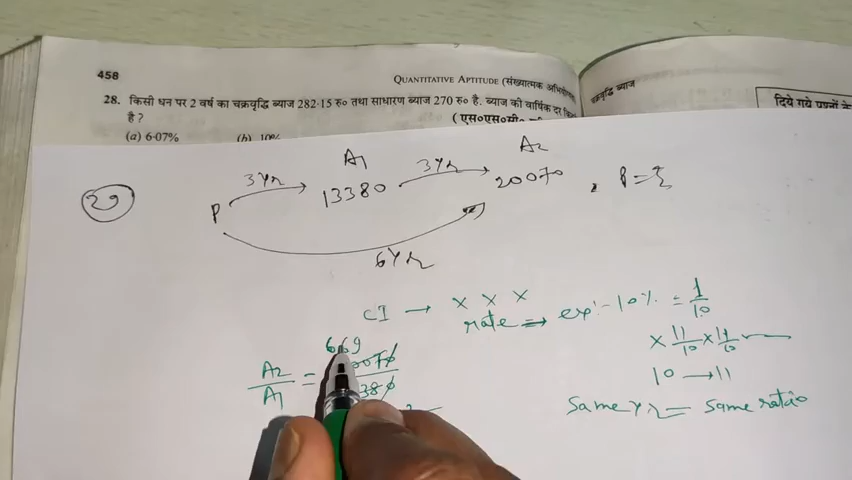 458
QUANTITATIVE APTITUDE (संख्यात्मक
चक्रवृद्धि ब्याज
28. किसी धन पर 2 वर्ष का चक्रवृद्धि ब्याज 282·15 रु० तथा साधारण ब्याज 270 रु० है. ब्याज की वार्षिक दर
है ?
(a) 6·07% (b) 10%
A1 A2
29 P 3yr 13380 3yr 20070 , P=?
6yr
CI → × × ×
rate ⇒ exp:- 10% = 1/10
× 11/10 × 11/10
10 → 11
669
A2/A1 =
same yr = same ratio